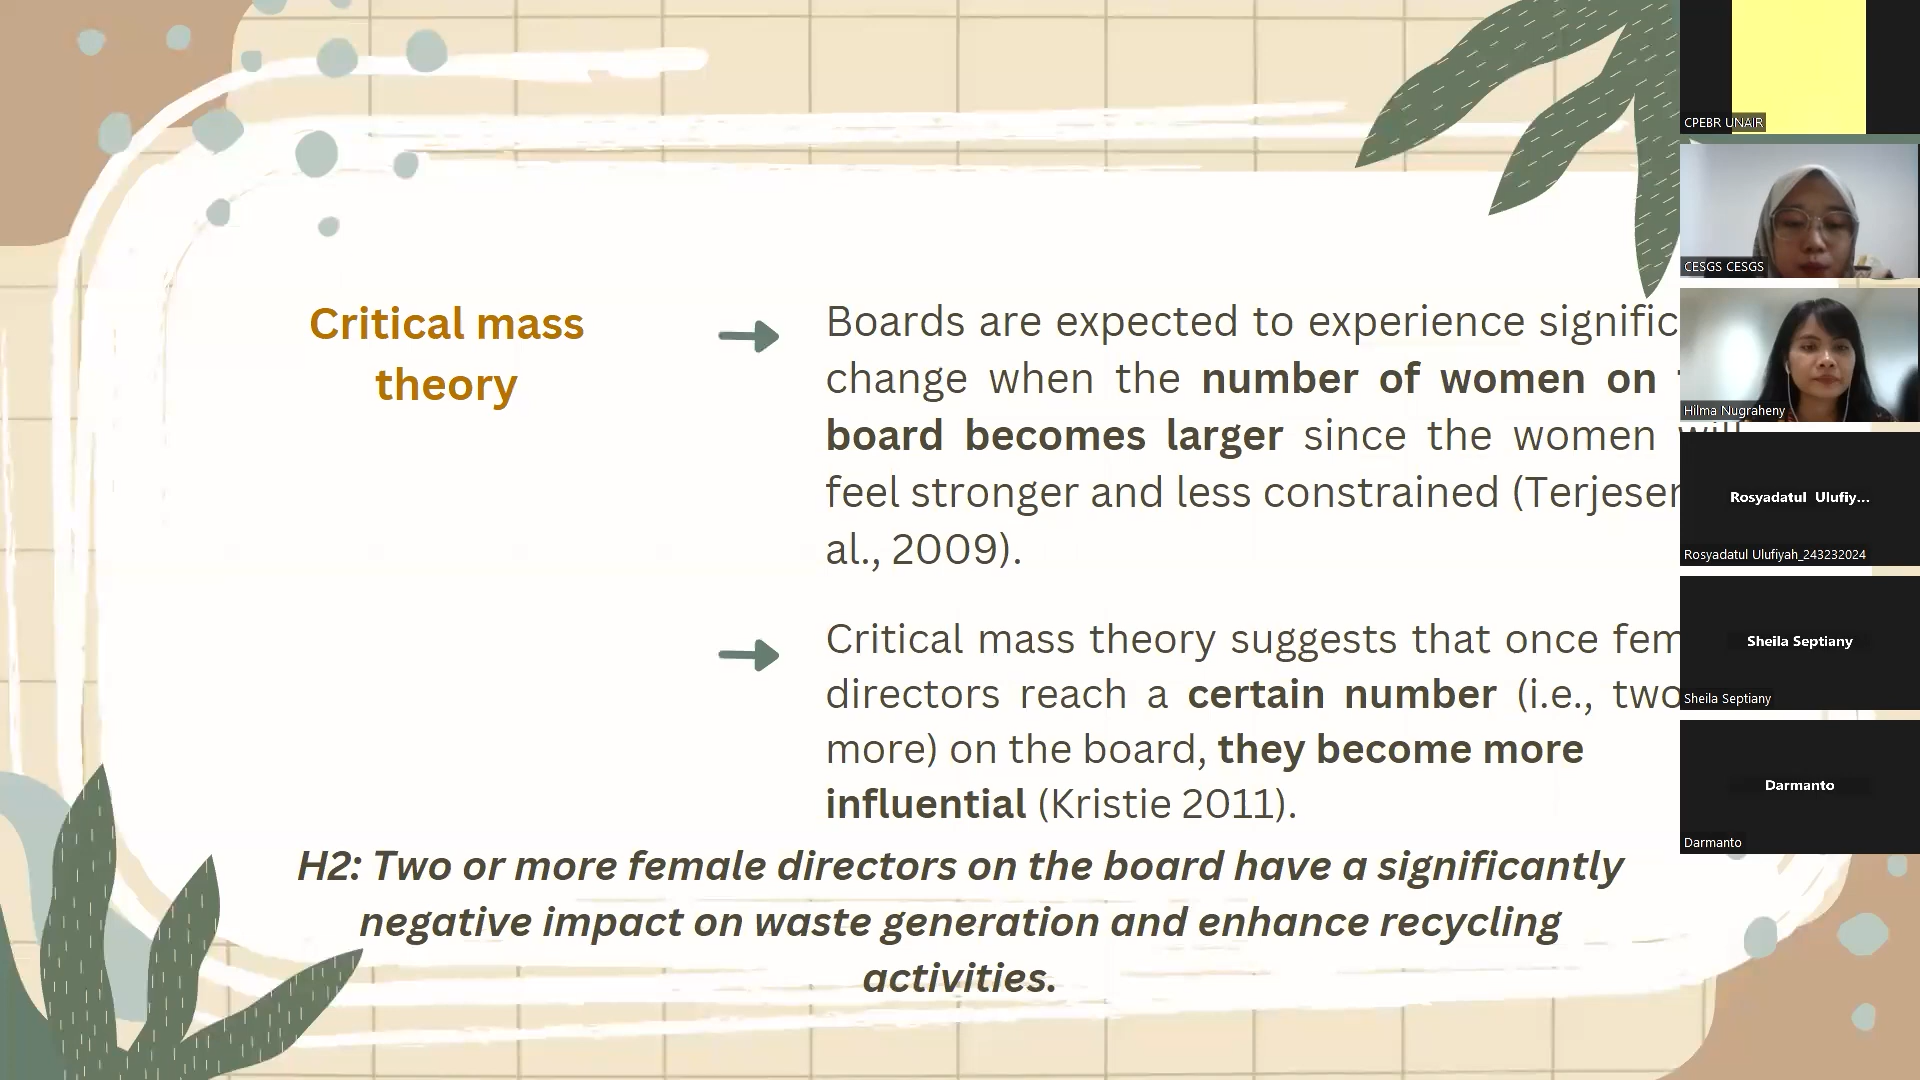 Critical mass
theory
Boards are expected to experience signific
change when the number of women on
board becomes larger since the women will
feel stronger and less constrained (Terjesen
al., 2009).
Critical mass theory suggests that once fem
directors reach a certain number (i.e., two
more) on the board, they become more
influential (Kristie 2011).
H2: Two or more female directors on the board have a significantly
negative impact on waste generation and enhance recycling
activities.
CPEBR UNAIR
CESGS CESGS
Hilma Nugraheny
Rosyadatul Ulufiy...
Rosyadatul Ulufiyah_243232024
Sheila Septiany
Sheila Septiany
Darmanto
Darmanto